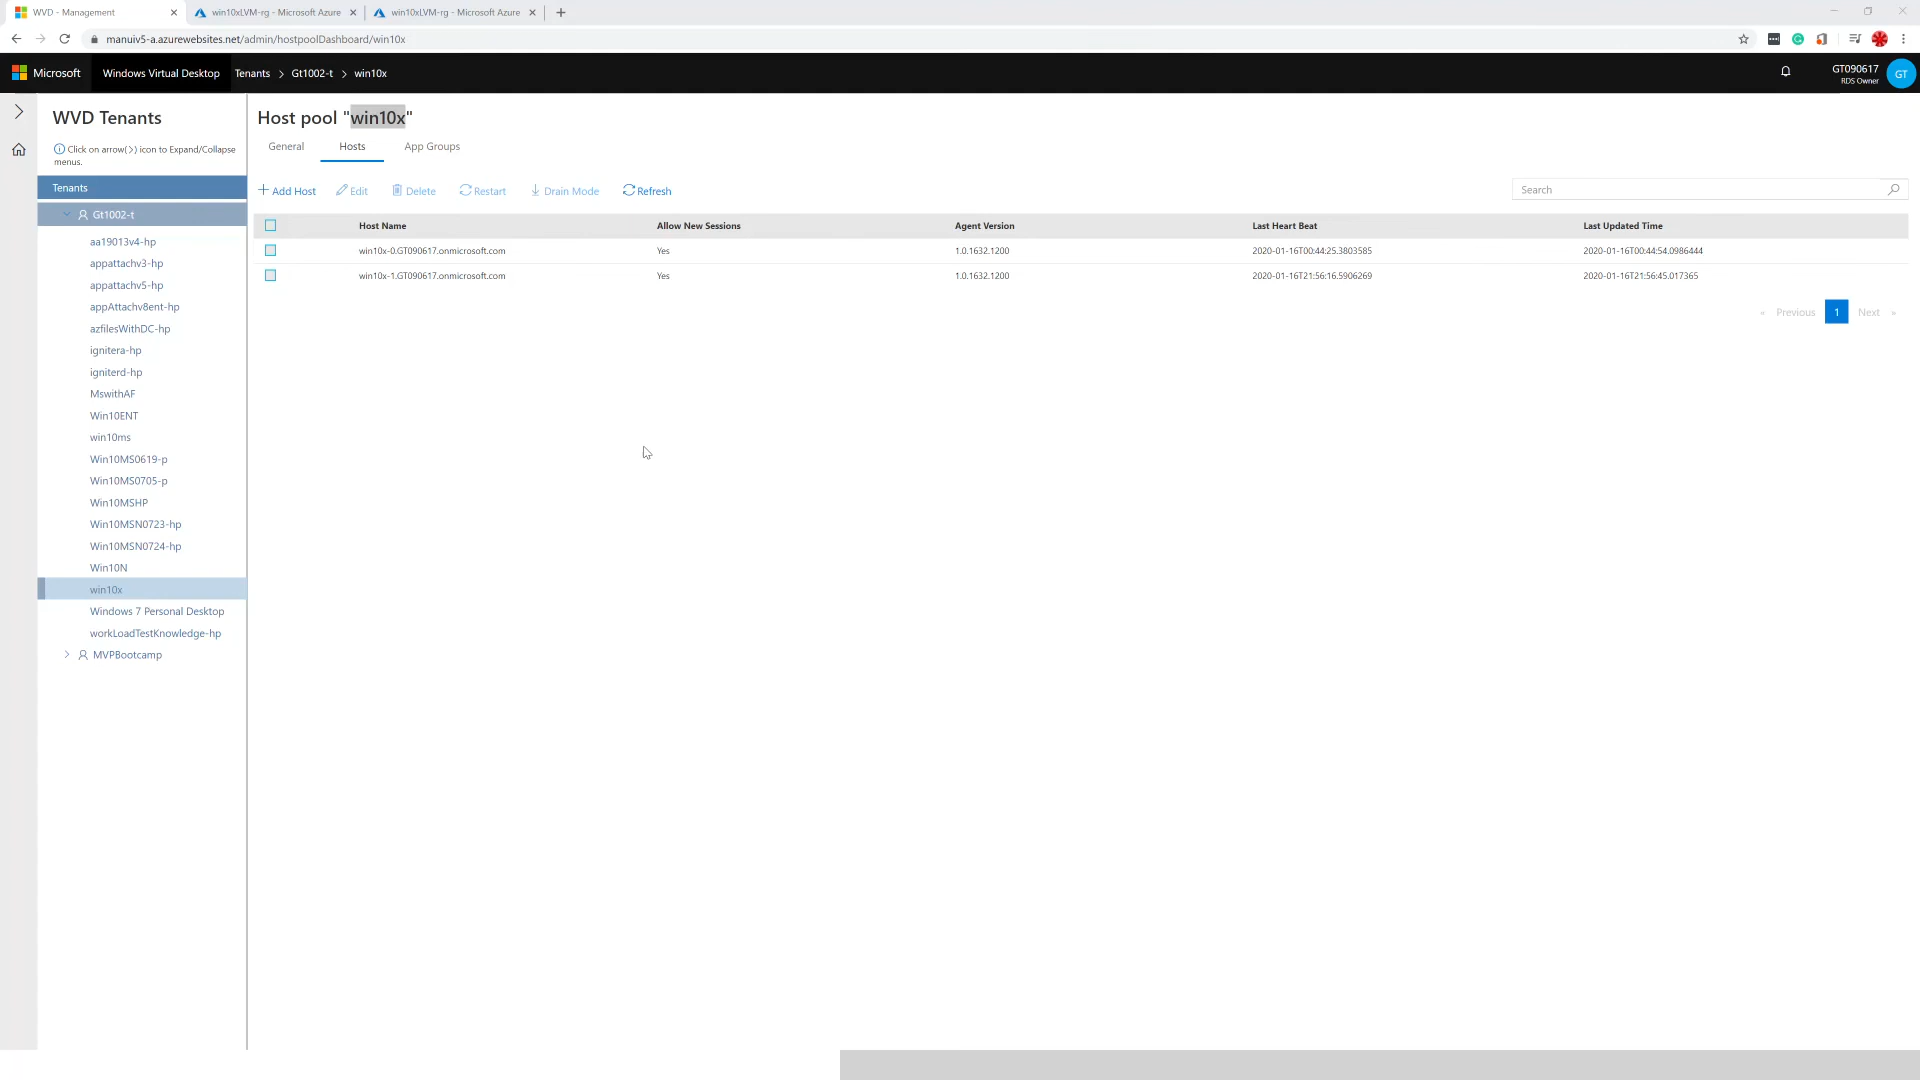 WVD - Management
win10xLVM-rg - Microsoft Azure
win10xLVM-rg - Microsoft Azure
manuiv5-a.azurewebsites.net/admin/hostpoolDashboard/win10x
Microsoft
Windows Virtual Desktop
Tenants > Gt1002-t > win10x
GT090617
RDS Owner
GT
WVD Tenants
Click on arrow(>) icon to Expand/Collapse
menus.
Tenants
Gt1002-t
aa19013v4-hp
appattachv3-hp
appattachv5-hp
appAttachv8ent-hp
azfilesWithDC-hp
ignitera-hp
igniterd-hp
MswithAF
Win10ENT
win10ms
Win10MS0619-p
Win10MS0705-p
Win10MSHP
Win10MSN0723-hp
Win10MSN0724-hp
Win10N
win10x
Windows 7 Personal Desktop
workLoadTestKnowledge-hp
MVPBootcamp
Host pool "win10x"
General Hosts App Groups
Add Host Edit Delete Restart Drain Mode Refresh
Search
Host Name Allow New Sessions Agent Version Last Heart Beat Last Updated Time
win10x-0.GT090617.onmicrosoft.com Yes 1.0.1632.1200 2020-01-16T00:44:25.3803585 2020-01-16T00:44:54.0986444
win10x-1.GT090617.onmicrosoft.com Yes 1.0.1632.1200 2020-01-16T21:56:16.5906269 2020-01-16T21:56:45.017365
« Previous 1 Next »